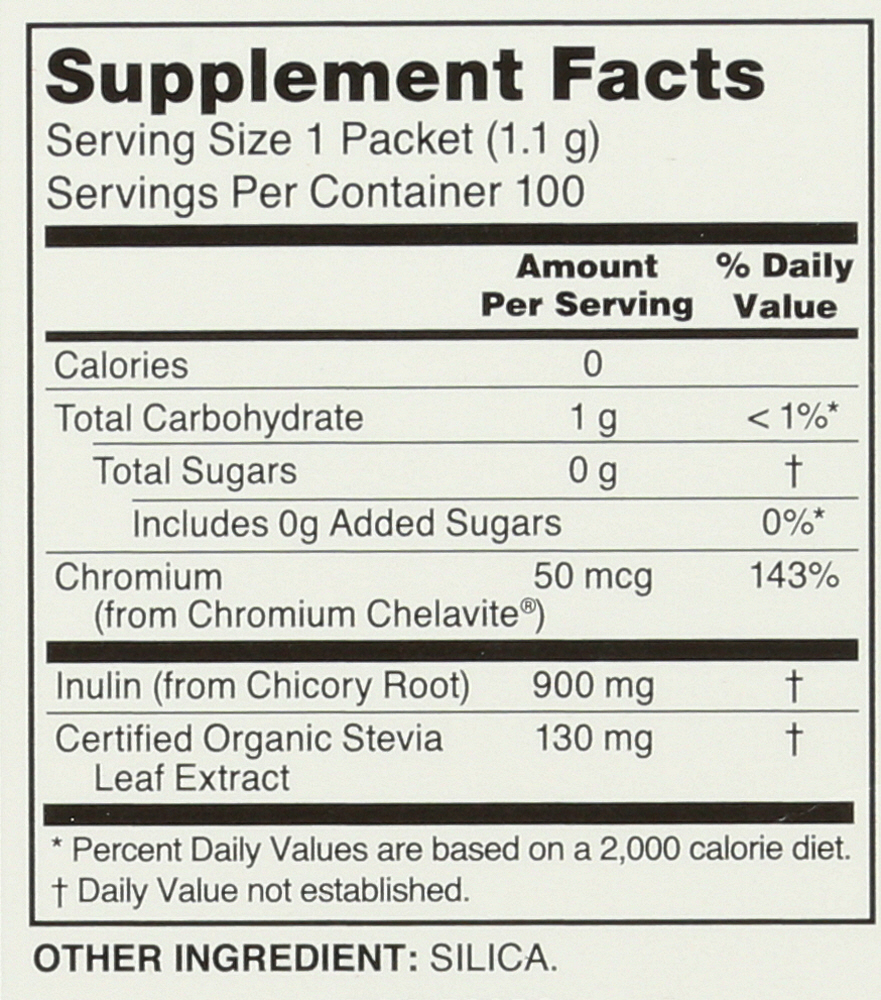 Supplement Facts
Serving Size 1 Packet (1.1 g)
Servings Per Container 100
Amount Per Serving % Daily Value
Calories 0
Total Carbohydrate 1 g < 1%*
Total Sugars 0 g †
Includes 0g Added Sugars 0%*
Chromium 50 mcg 143%
(from Chromium Chelavite®)
Inulin (from Chicory Root) 900 mg †
Certified Organic Stevia 130 mg †
Leaf Extract
* Percent Daily Values are based on a 2,000 calorie diet.
† Daily Value not established.
OTHER INGREDIENT: SILICA.